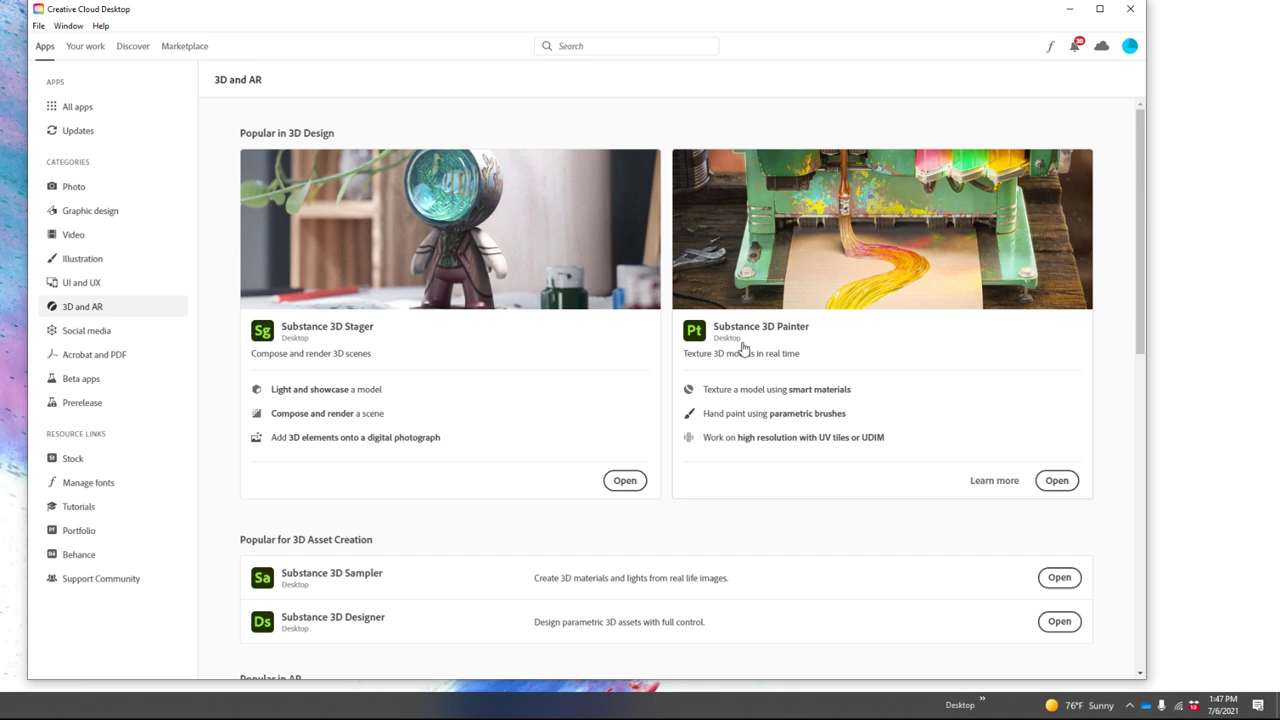 Creative Cloud Desktop
File Window Help
Apps Your work Discover Marketplace
Search
30
APPS
All apps
Updates
CATEGORIES
Photo
Graphic design
Video
Illustration
UI and UX
3D and AR
Social media
Acrobat and PDF
Beta apps
Prerelease
RESOURCE LINKS
St Stock
Manage fonts
Tutorials
Pf Portfolio
Bē Behance
Support Community
3D and AR
Popular in 3D Design
Sg Substance 3D Stager
Desktop
Compose and render 3D scenes
Light and showcase a model
Compose and render a scene
Add 3D elements onto a digital photograph
Open
Pt Substance 3D Painter
Desktop
Texture 3D models in real time
Texture a model using smart materials
Hand paint using parametric brushes
Work on high resolution with UV tiles or UDIM
Learn more Open
Popular for 3D Asset Creation
Sa Substance 3D Sampler
Desktop
Create 3D materials and lights from real life images.
Open
Ds Substance 3D Designer
Desktop
Design parametric 3D assets with full control.
Open
Popular in AR
Desktop
76°F Sunny
1:47 PM
7/6/2021